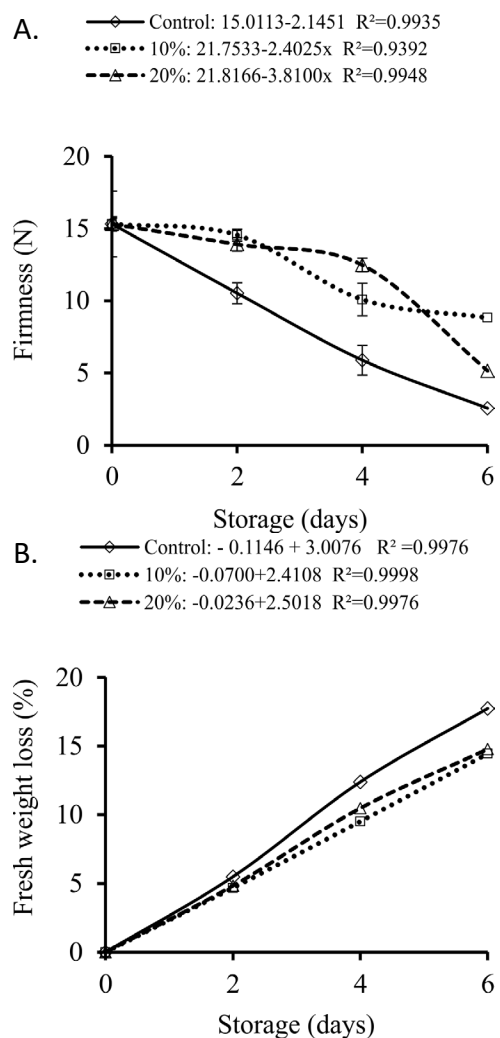 A.
Control: 15.0113-2.1451 R²=0.9935
10%: 21.7533-2.4025x R²=0.9392
20%: 21.8166-3.8100x R²=0.9948
20
15
10
5
0
Firmness (N)
0 2 4 6
Storage (days)
B.
Control: - 0.1146 + 3.0076 R² =0.9976
10%: -0.0700+2.4108 R²=0.9998
20%: -0.0236+2.5018 R²=0.9976
20
15
10
5
0
Fresh weight loss (%)
0 2 4 6
Storage (days)